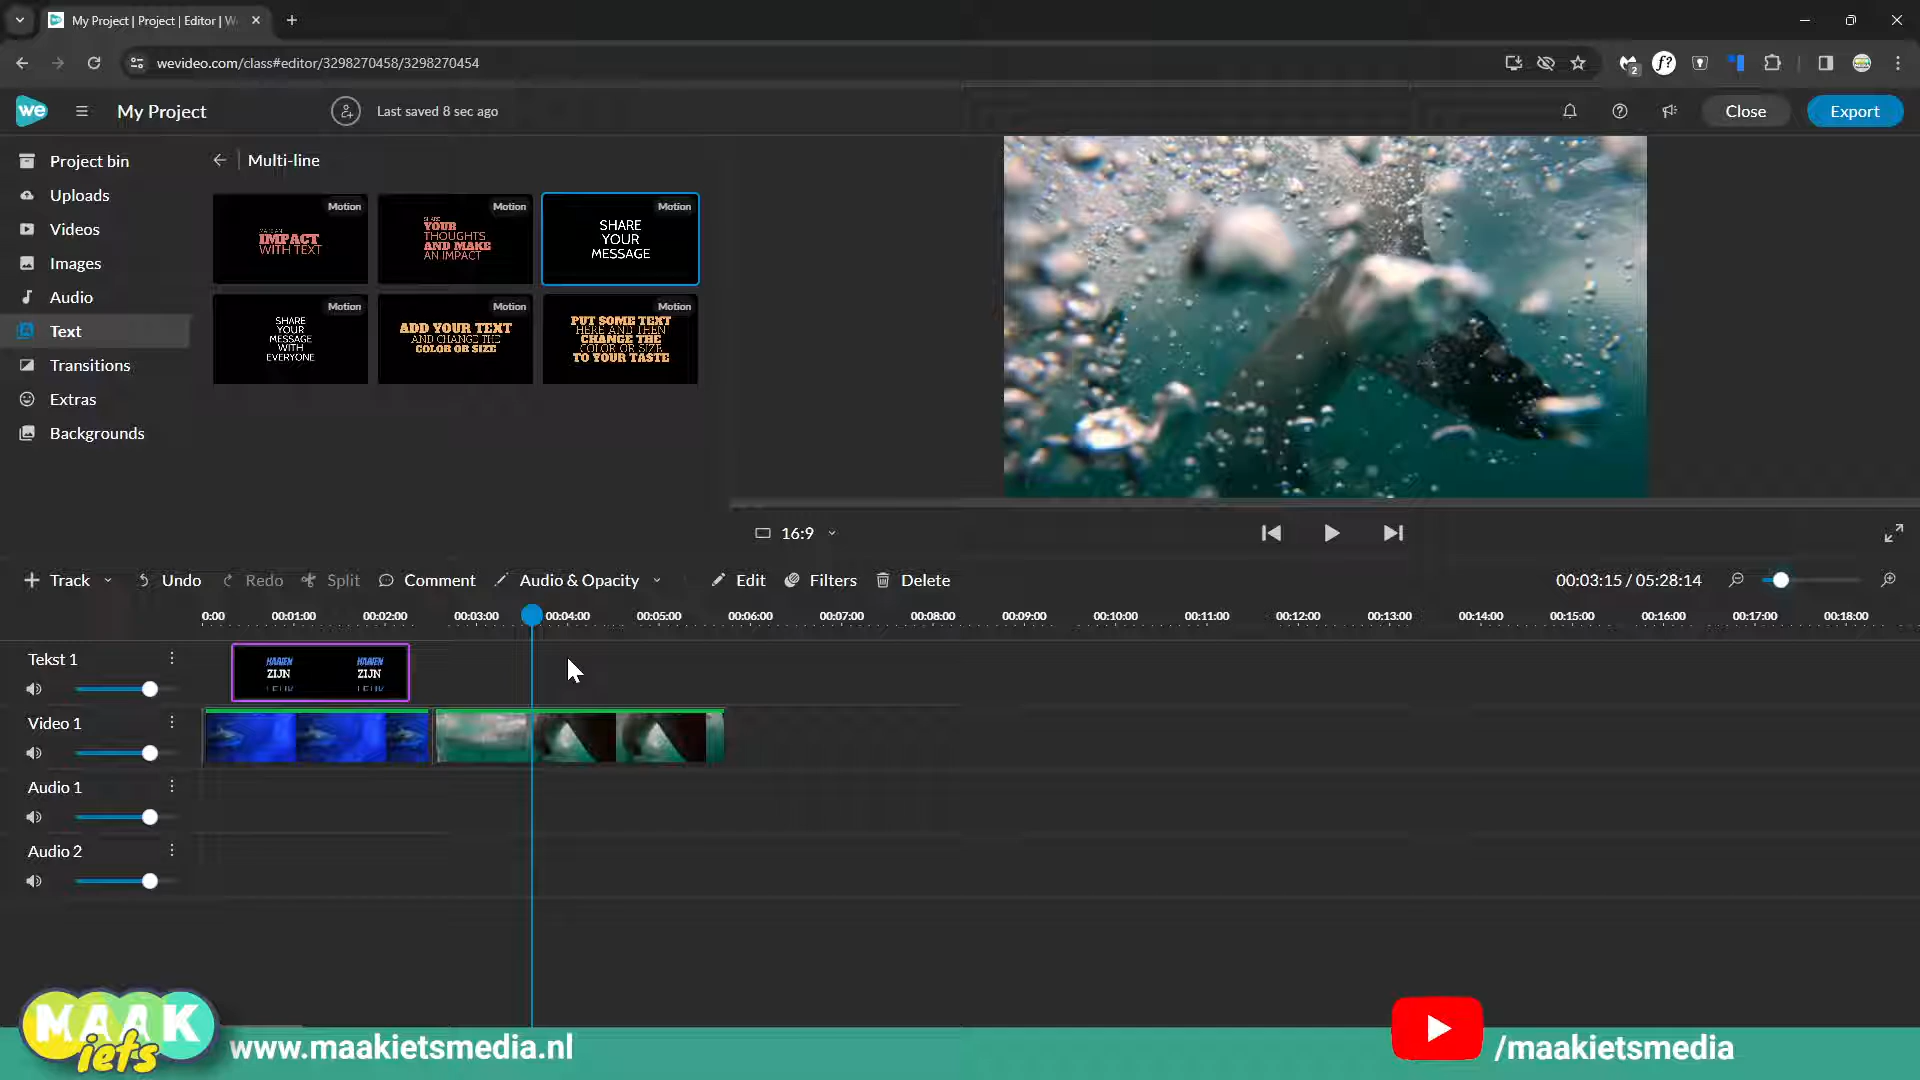 My Project | Project | Editor | W
wevideo.com/class#editor/3298270458/3298270454
2
f?
we
My Project
Last saved 8 sec ago
Close
Export
Project bin
Uploads
Videos
Images
Audio
Text
Transitions
Extras
Backgrounds
Multi-line
Motion
IMPACT
WITH TEXT
Motion
SHARE
YOUR
THOUGHTS
AND MAKE
AN IMPACT
Motion
SHARE
YOUR
MESSAGE
Motion
SHARE
YOUR
MESSAGE
WITH
EVERYONE
Motion
ADD YOUR TEXT
AND CHANGE THE
COLOR OR SIZE
Motion
PUT SOME TEXT
HERE AND THEN
CHANGE THE
COLOR OR SIZE
TO YOUR TASTE
16:9
Track
Undo
Redo
Split
Comment
Audio & Opacity
Edit
Filters
Delete
00:03:15 / 05:28:14
0:00 00:01:00 00:02:00 00:03:00 00:04:00 00:05:00 00:06:00 00:07:00 00:08:00 00:09:00 00:10:00 00:11:00 00:12:00 00:13:00 00:14:00 00:15:00 00:16:00 00:17:00 00:18:00
Tekst 1
HAAIEN
ZIJN
LEUK
HAAIEN
ZIJN
LEUK
Video 1
Audio 1
Audio 2
MAAK
iets
www.maakietsmedia.nl
/maakietsmedia